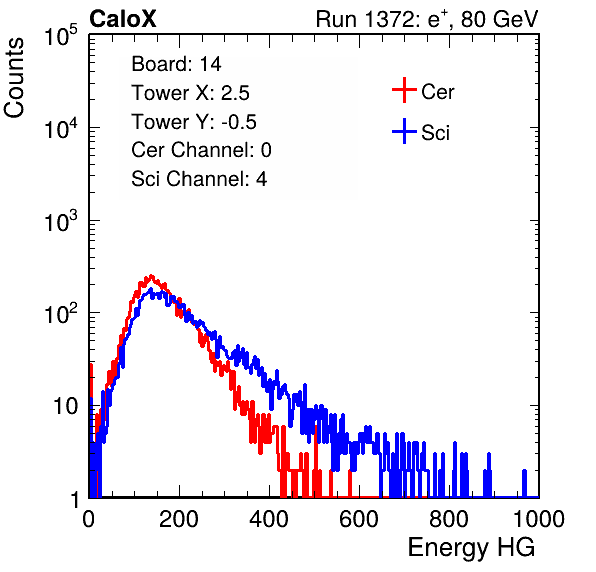 CaloX Run 1372: e⁺, 80 GeV
Counts
10⁵
10⁴
10³
10²
10
1
Board: 14
Tower X: 2.5
Tower Y: -0.5
Cer Channel: 0
Sci Channel: 4
Cer
Sci
0 200 400 600 800 1000
Energy HG